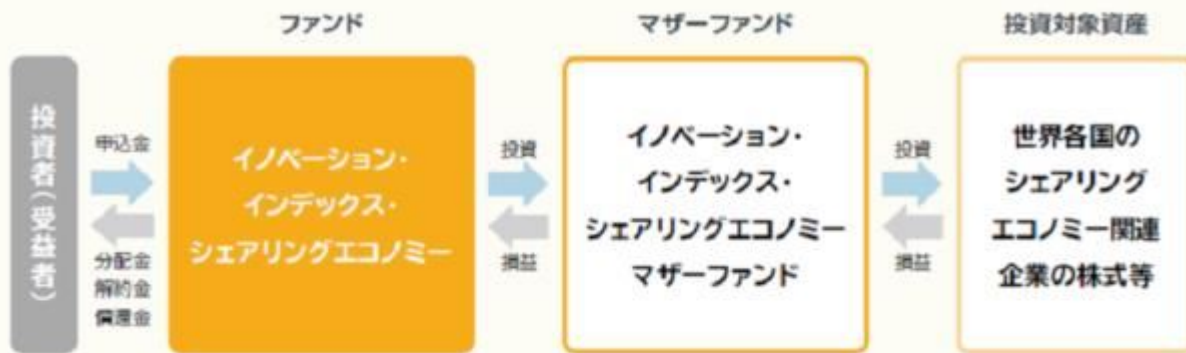 ファンド
マザーファンド
投資対象資産
投資者(受益者)
申込金
分配金
解約金
償還金
イノベーション・
インデックス・
シェアリングエコノミー
投資
損益
イノベーション・
インデックス・
シェアリングエコノミー
マザーファンド
投資
損益
世界各国の
シェアリング
エコノミー関連
企業の株式等